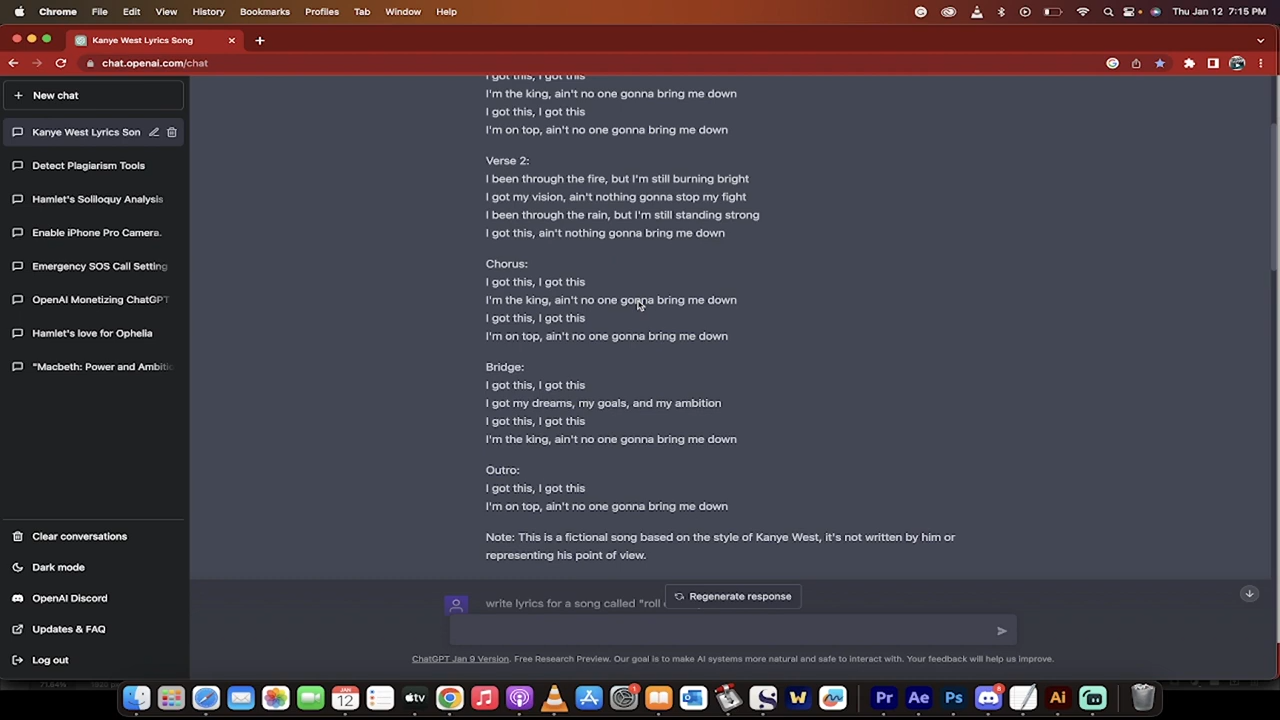 Chrome File Edit View History Bookmarks Profiles Tab Window Help Thu Jan 12 7:15 PM
Kanye West Lyrics Song
chat.openai.com/chat
New chat
Kanye West Lyrics Son
Detect Plagiarism Tools
Hamlet's Soliloquy Analysis
Enable iPhone Pro Camera.
Emergency SOS Call Setting
OpenAI Monetizing ChatGPT
Hamlet's love for Ophelia
"Macbeth: Power and Ambitic
Clear conversations
Dark mode
OpenAI Discord
Updates & FAQ
Log out
I got this, I got this
I'm the king, ain't no one gonna bring me down
I got this, I got this
I'm on top, ain't no one gonna bring me down
Verse 2:
I been through the fire, but I'm still burning bright
I got my vision, ain't nothing gonna stop my fight
I been through the rain, but I'm still standing strong
I got this, ain't nothing gonna bring me down
Chorus:
I got this, I got this
I'm the king, ain't no one gonna bring me down
I got this, I got this
I'm on top, ain't no one gonna bring me down
Bridge:
I got this, I got this
I got my dreams, my goals, and my ambition
I got this, I got this
I'm the king, ain't no one gonna bring me down
Outro:
I got this, I got this
I'm on top, ain't no one gonna bring me down
Note: This is a fictional song based on the style of Kanye West, it's not written by him or
representing his point of view.
Regenerate response
write lyrics for a song called "roll
ChatGPT Jan 9 Version. Free Research Preview. Our goal is to make AI systems more natural and safe to interact with. Your feedback will help us improve.